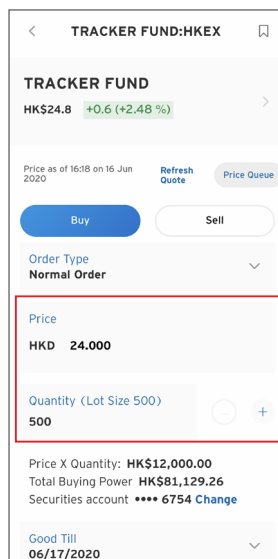 TRACKER FUND:HKEX
TRACKER FUND
HK$24.8 +0.6 (+2.48 %)
Price as of 16:18 on 16 Jun
2020
Refresh
Quote
Price Queue
Buy
Sell
Order Type
Normal Order
Price
HKD 24.000
Quantity (Lot Size 500)
500
Price X Quantity: HK$12,000.00
Total Buying Power HK$81,129.26
Securities account •••• 6754 Change
Good Till
06/17/2020